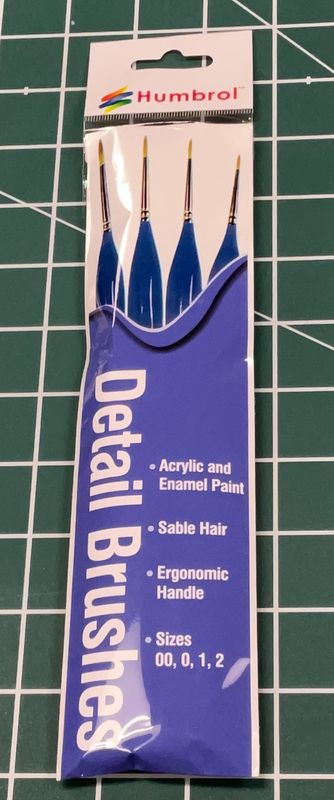 Humbrol
Detail Brushes
• Acrylic and
Enamel Paint
• Sable Hair
• Ergonomic
Handle
• Sizes
00, 0, 1, 2